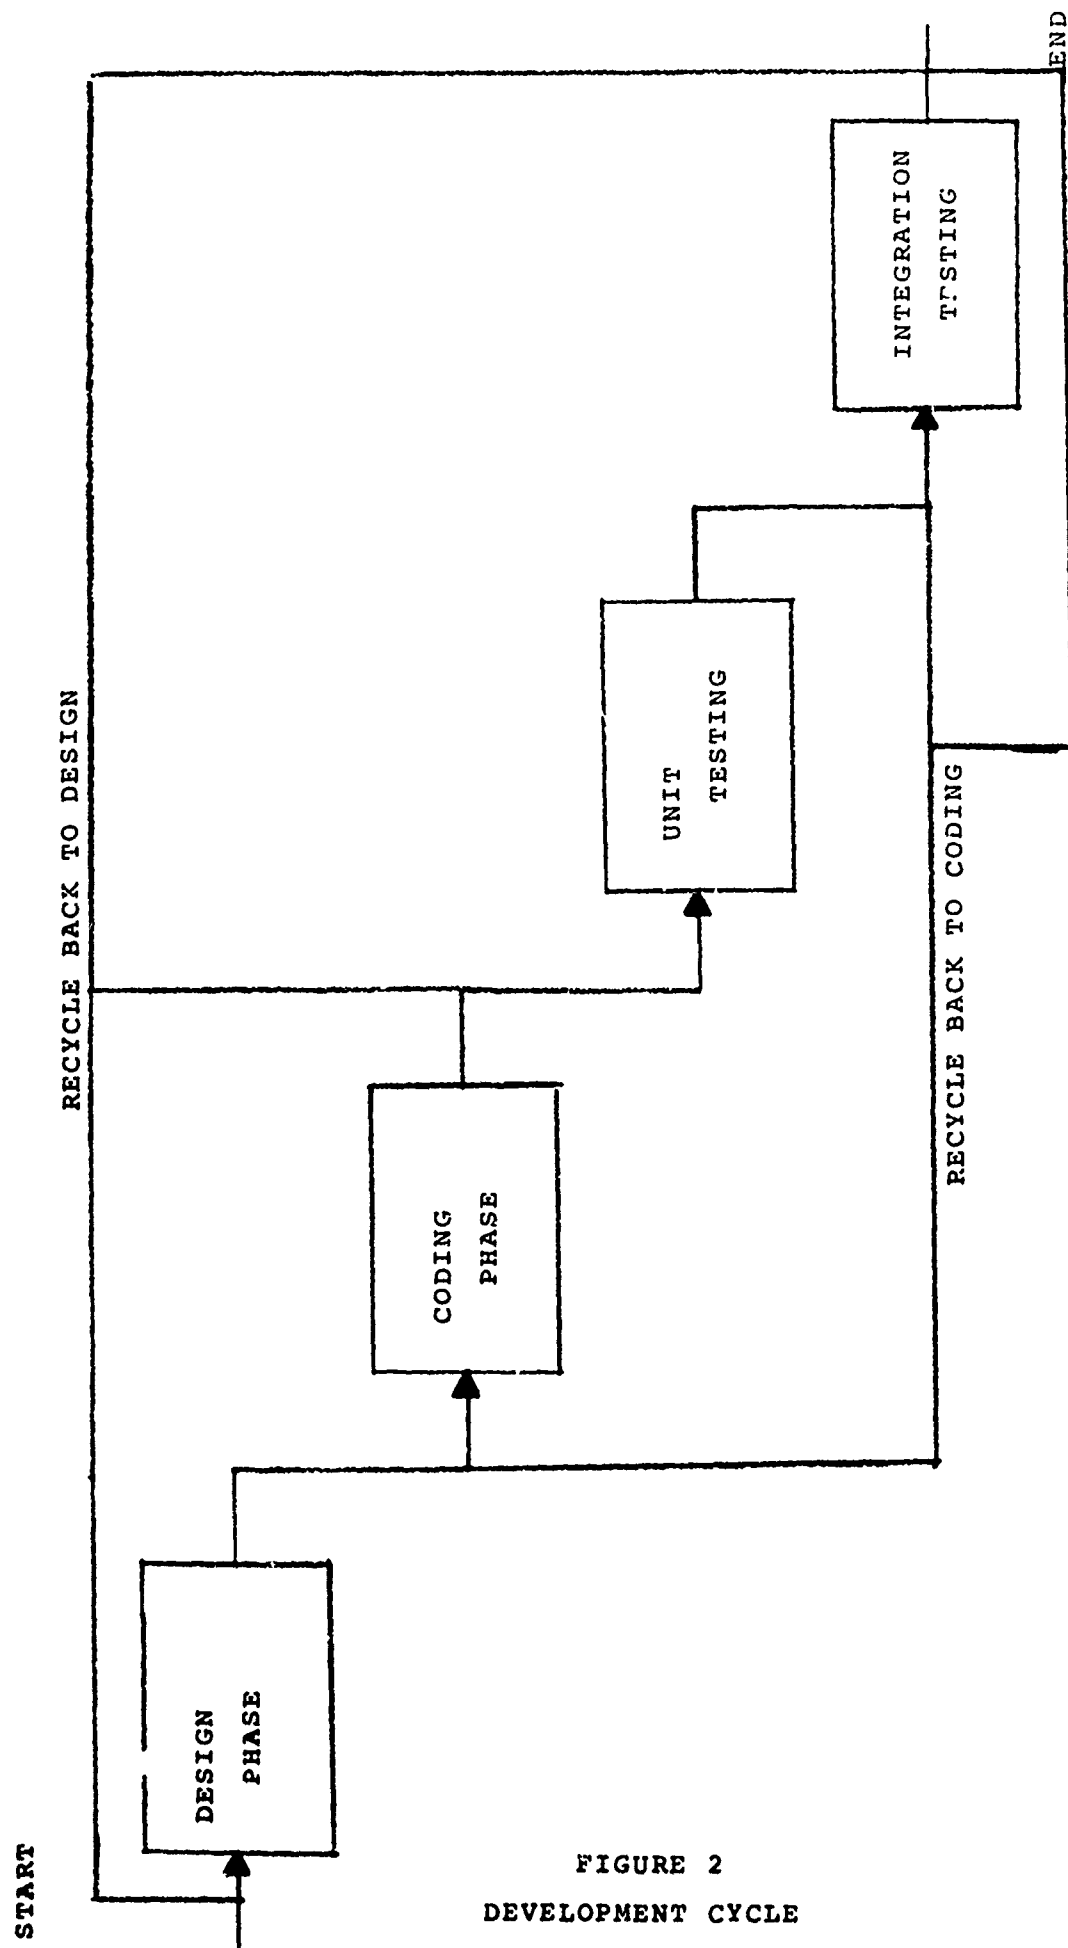 START
DESIGN
PHASE
CODING
PHASE
UNIT
TESTING
INTEGRATION
TESTING
END
RECYCLE BACK TO DESIGN
RECYCLE BACK TO CODING
FIGURE 2
DEVELOPMENT CYCLE